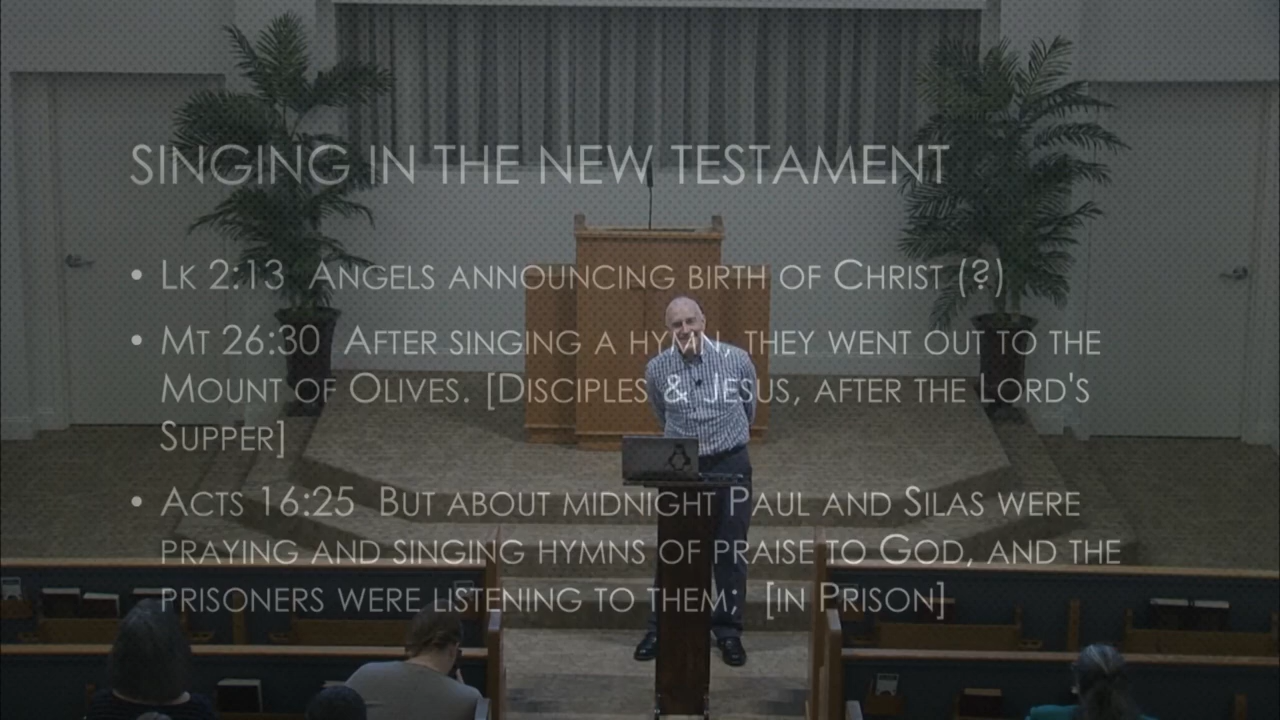 SINGING IN THE NEW TESTAMENT
• LK 2:13 ANGELS ANNOUNCING BIRTH OF CHRIST (?)
• MT 26:30 AFTER SINGING A HYMN, THEY WENT OUT TO THE
MOUNT OF OLIVES. [DISCIPLES & JESUS, AFTER THE LORD'S
SUPPER]
• ACTS 16:25 BUT ABOUT MIDNIGHT PAUL AND SILAS WERE
PRAYING AND SINGING HYMNS OF PRAISE TO GOD, AND THE
PRISONERS WERE LISTENING TO THEM; [IN PRISON]